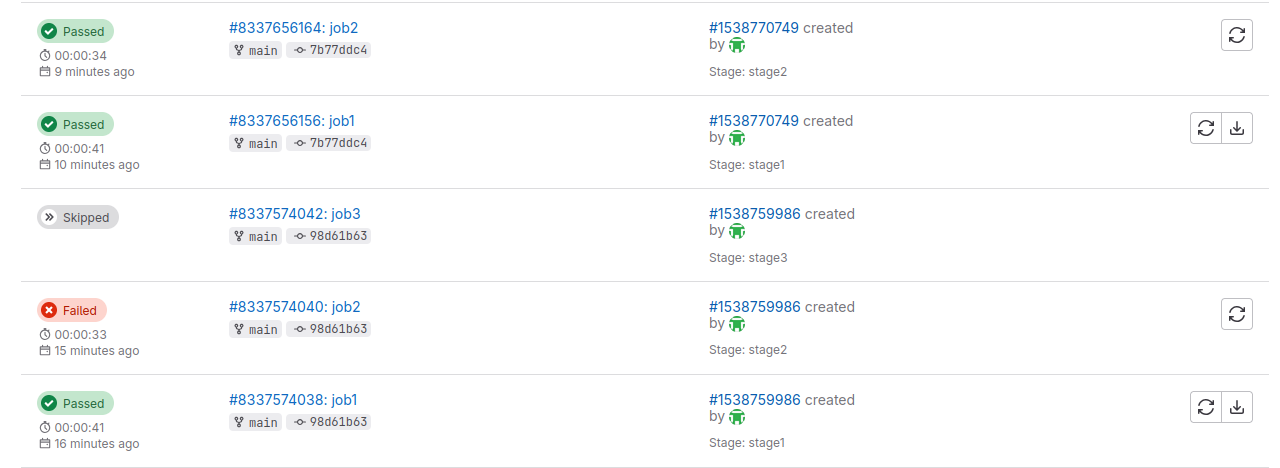 Passed
#8337656164: job2
#1538770749 created
main 7b77ddc4
by
00:00:34
9 minutes ago
Stage: stage2
Passed
#8337656156: job1
#1538770749 created
main 7b77ddc4
by
00:00:41
10 minutes ago
Stage: stage1
Skipped
#8337574042: job3
#1538759986 created
main 98d61b63
by
Stage: stage3
Failed
#8337574040: job2
#1538759986 created
main 98d61b63
by
00:00:33
15 minutes ago
Stage: stage2
Passed
#8337574038: job1
#1538759986 created
main 98d61b63
by
00:00:41
16 minutes ago
Stage: stage1